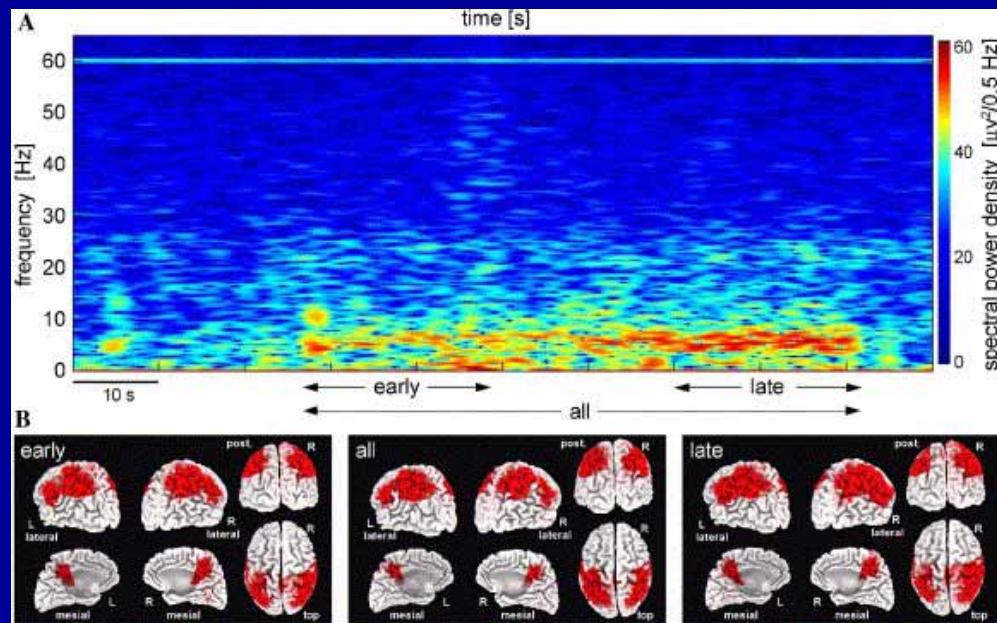 A
time [s]
frequency [Hz]
60
50
40
30
20
10
0
60
40
20
0
spectral power density [μv²/0.5 Hz]
10 s
early
late
all
B
early
post.
R
L
lateral
R
lateral
R
mesial
L
R
mesial
top
all
post.
R
L
lateral
R
lateral
R
mesial
L
R
mesial
top
late
post.
R
L
lateral
R
lateral
R
mesial
L
R
mesial
top